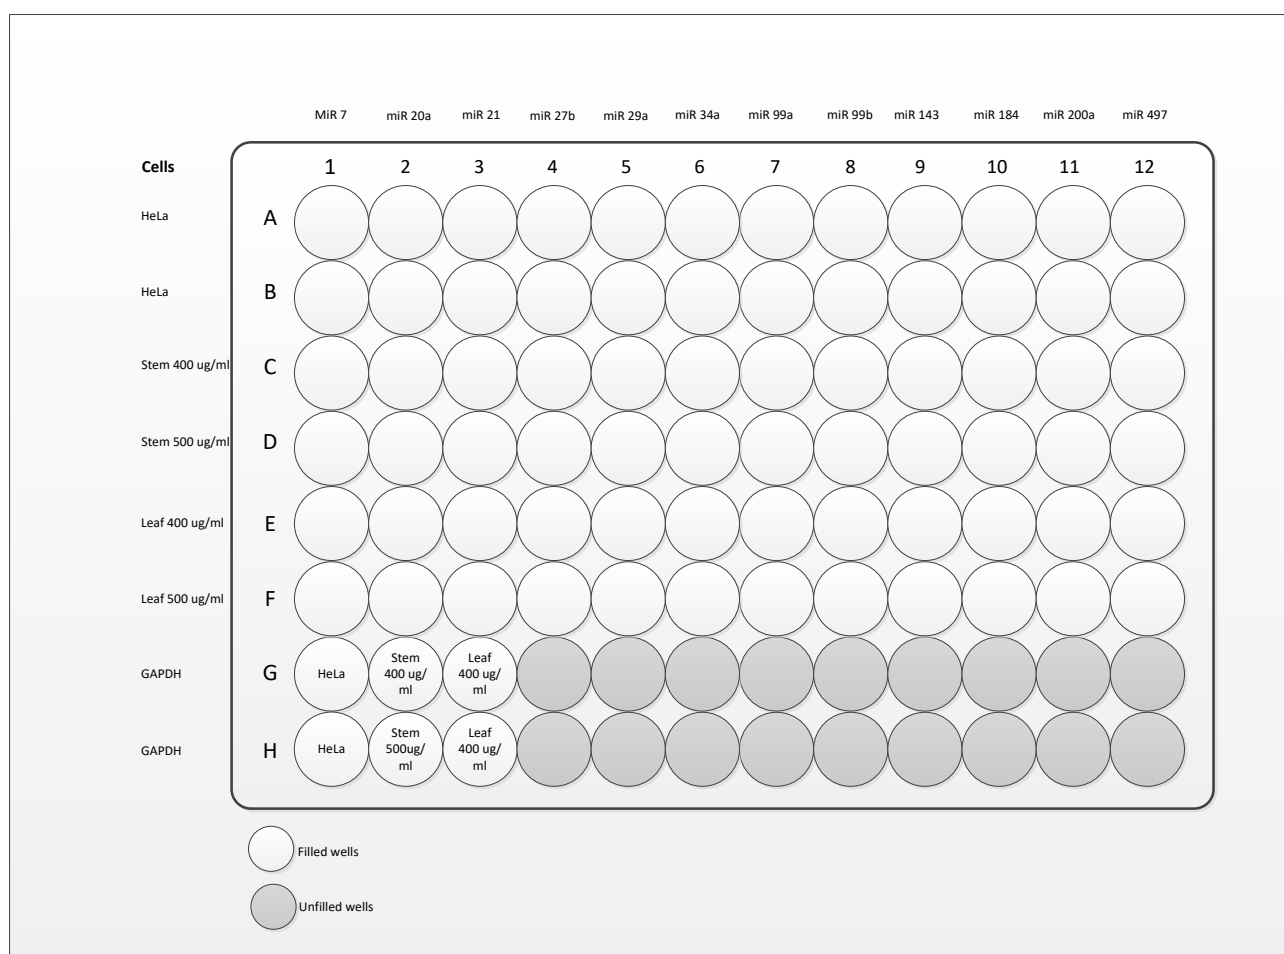 MiR 7 miR 20a miR 21 miR 27b miR 29a miR 34a miR 99a miR 99b miR 143 miR 184 miR 200a miR 497
Cells 1 2 3 4 5 6 7 8 9 10 11 12
HeLa A
HeLa B
Stem 400 ug/ml C
Stem 500 ug/ml D
Leaf 400 ug/ml E
Leaf 500 ug/ml F
GAPDH G
HeLa
Stem
400 ug/
ml
Leaf
400 ug/
ml
GAPDH H
HeLa
Stem
500ug/
ml
Leaf
400 ug/
ml
Filled wells
Unfilled wells